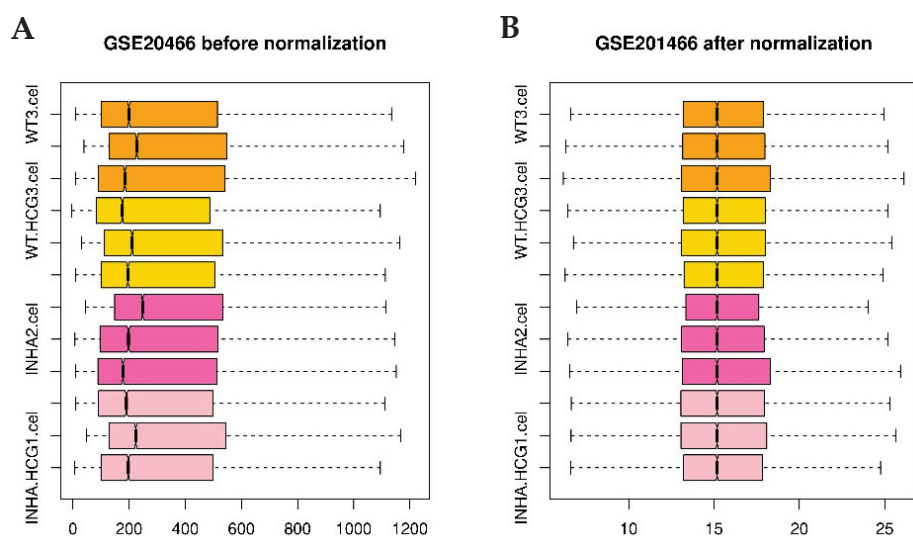 A
GSE20466 before normalization
WT3.cel
WT.HCG3.cel
INHA2.cel
INHA.HCG1.cel
0 200 400 600 800 1000 1200
B
GSE201466 after normalization
WT3.cel
WT.HCG3.cel
INHA2.cel
INHA.HCG1.cel
10 15 20 25